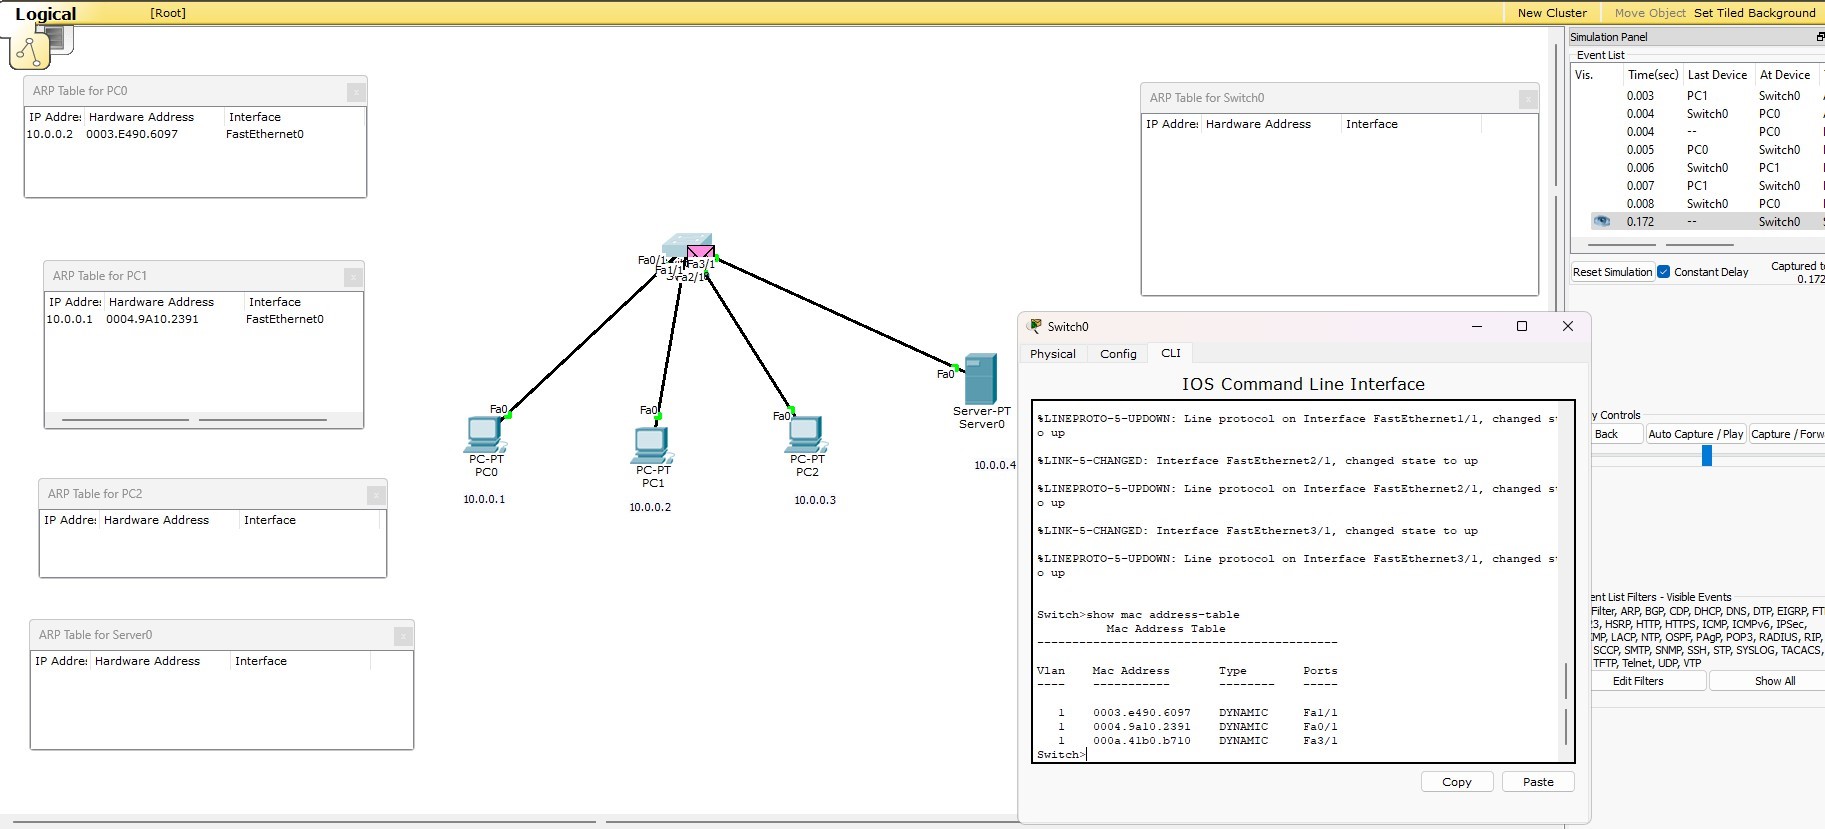 Logical [Root] New Cluster Move Object Set Tiled Background
ARP Table for PC0
IP Addre: Hardware Address Interface
10.0.0.2 0003.E490.6097 FastEthernet0
ARP Table for PC1
IP Addre: Hardware Address Interface
10.0.0.1 0004.9A10.2391 FastEthernet0
ARP Table for PC2
IP Addre: Hardware Address Interface
ARP Table for Server0
IP Addre: Hardware Address Interface
Fa0/1
Fa1/1
Fa2/1
Fa3/1
Fa0
PC-PT
PC0
10.0.0.1
Fa0
PC-PT
PC1
10.0.0.2
Fa0
PC-PT
PC2
10.0.0.3
Fa0
Server-PT
Server0
10.0.0.4
ARP Table for Switch0
IP Addre: Hardware Address Interface
Simulation Panel
Event List
Vis. Time(sec) Last Device At Device
0.003 PC1 Switch0
0.004 Switch0 PC0
0.004 -- PC0
0.005 PC0 Switch0
0.006 Switch0 PC1
0.007 PC1 Switch0
0.008 Switch0 PC0
0.172 -- Switch0
Reset Simulation Constant Delay Captured to
0.172
Switch0
Physical Config CLI
IOS Command Line Interface
%LINEPROTO-5-UPDOWN: Line protocol on Interface FastEthernet1/1, changed st
o up
%LINK-5-CHANGED: Interface FastEthernet2/1, changed state to up
%LINEPROTO-5-UPDOWN: Line protocol on Interface FastEthernet2/1, changed st
o up
%LINK-5-CHANGED: Interface FastEthernet3/1, changed state to up
%LINEPROTO-5-UPDOWN: Line protocol on Interface FastEthernet3/1, changed st
o up
Switch>show mac address-table
Mac Address Table
-------------------------------------------
Vlan Mac Address Type Ports
---- ----------- -------- -----
1 0003.e490.6097 DYNAMIC Fa1/1
1 0004.9a10.2391 DYNAMIC Fa0/1
1 000a.41b0.b710 DYNAMIC Fa3/1
Switch>
Copy Paste
y Controls
Back Auto Capture / Play Capture / Forw
ent List Filters - Visible Events
Filter, ARP, BGP, CDP, DHCP, DNS, DTP, EIGRP, FT
23, HSRP, HTTP, HTTPS, ICMP, ICMPv6, IPSec,
MP, LACP, NTP, OSPF, PAgP, POP3, RADIUS, RIP,
SCCP, SMTP, SNMP, SSH, STP, SYSLOG, TACACS,
TFTP, Telnet, UDP, VTP
Edit Filters Show All